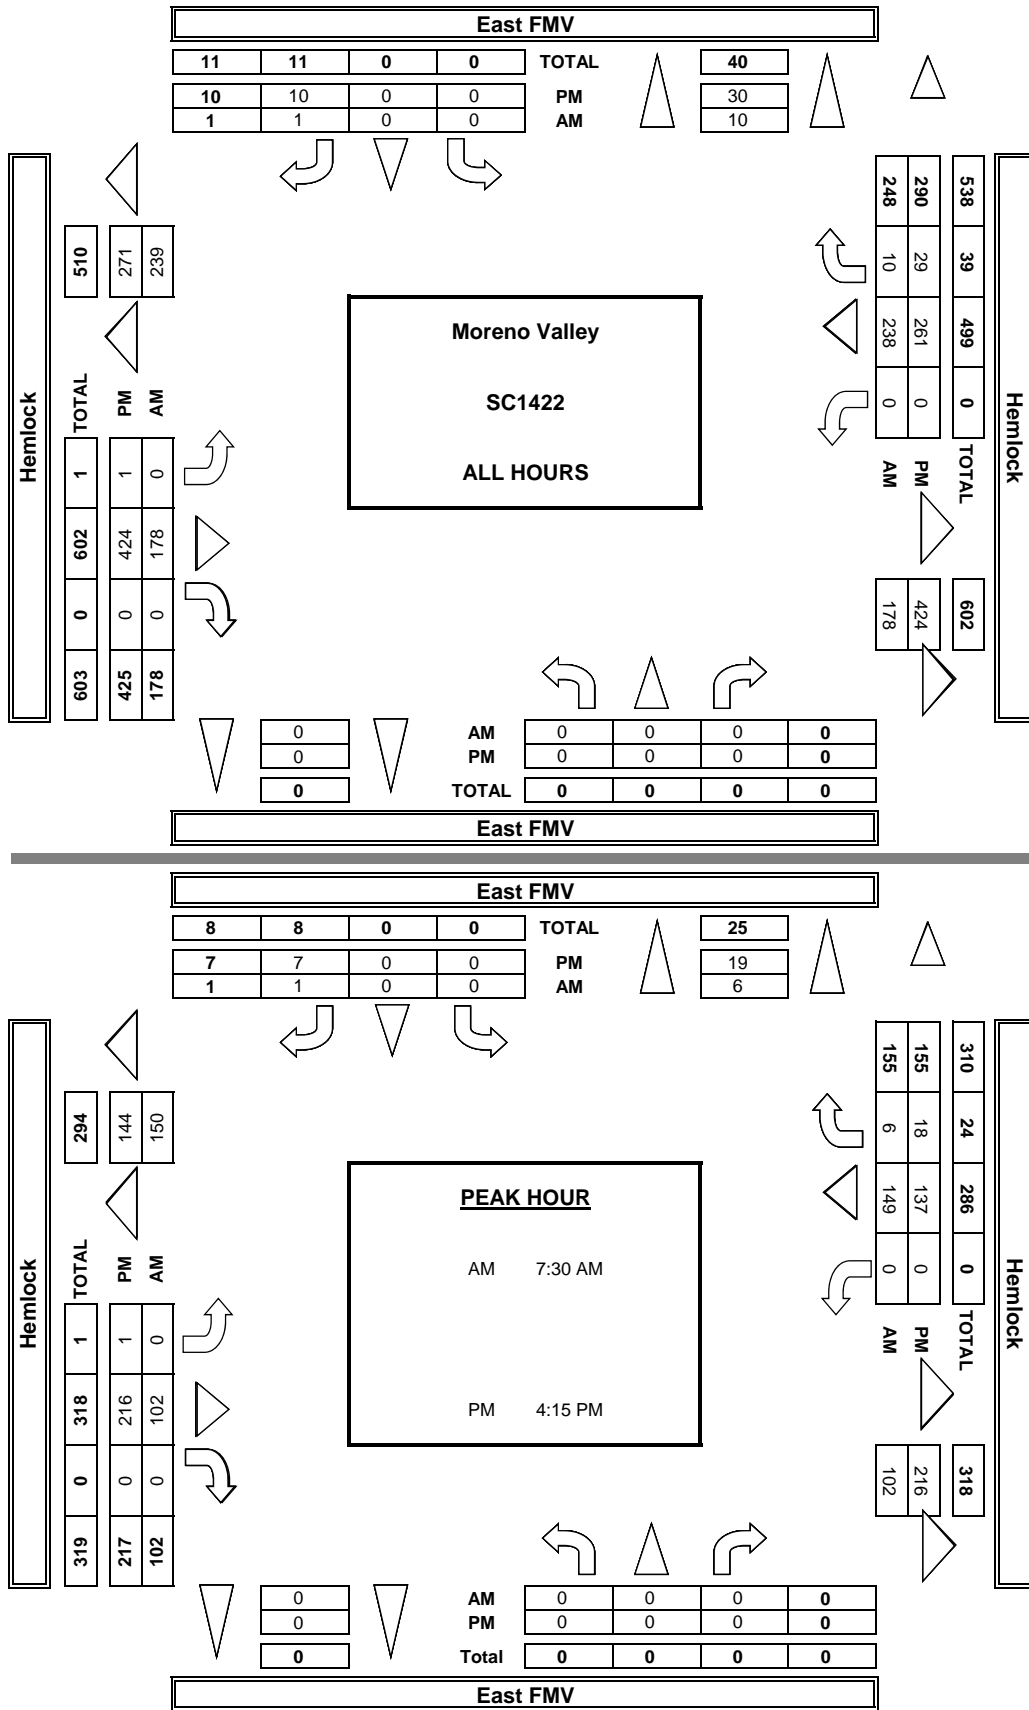 East FMV
11 11 0 0 TOTAL 40
10 10 0 0 PM 30
1 1 0 0 AM 10
Hemlock
510
271
239
TOTAL 1 602 0 603
PM 1 424 0 425
AM 0 178 0 178
Moreno Valley
SC1422
ALL HOURS
538 39 499 0 TOTAL 602
290 29 261 0 PM 424
248 10 238 0 AM 178
Hemlock
0 AM 0 0 0 0
0 PM 0 0 0 0
0 TOTAL 0 0 0 0
East FMV
East FMV
8 8 0 0 TOTAL 25
7 7 0 0 PM 19
1 1 0 0 AM 6
Hemlock
294
144
150
TOTAL 1 318 0 319
PM 1 216 0 217
AM 0 102 0 102
PEAK HOUR
AM 7:30 AM
PM 4:15 PM
310 24 286 0 TOTAL 318
155 18 137 0 PM 216
155 6 149 0 AM 102
Hemlock
0 AM 0 0 0 0
0 PM 0 0 0 0
0 Total 0 0 0 0
East FMV